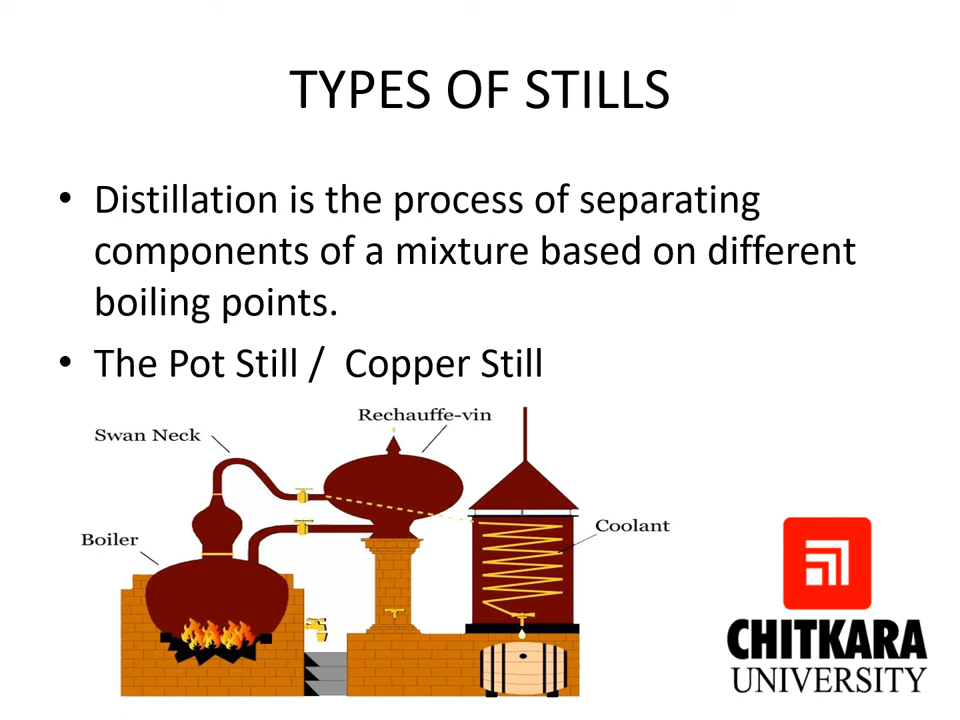 TYPES OF STILLS
• Distillation is the process of separating
components of a mixture based on different
boiling points.
• The Pot Still /  Copper Still
Rechauffe-vin
Swan Neck
Coolant
Boiler
CHITKARA
UNIVERSITY